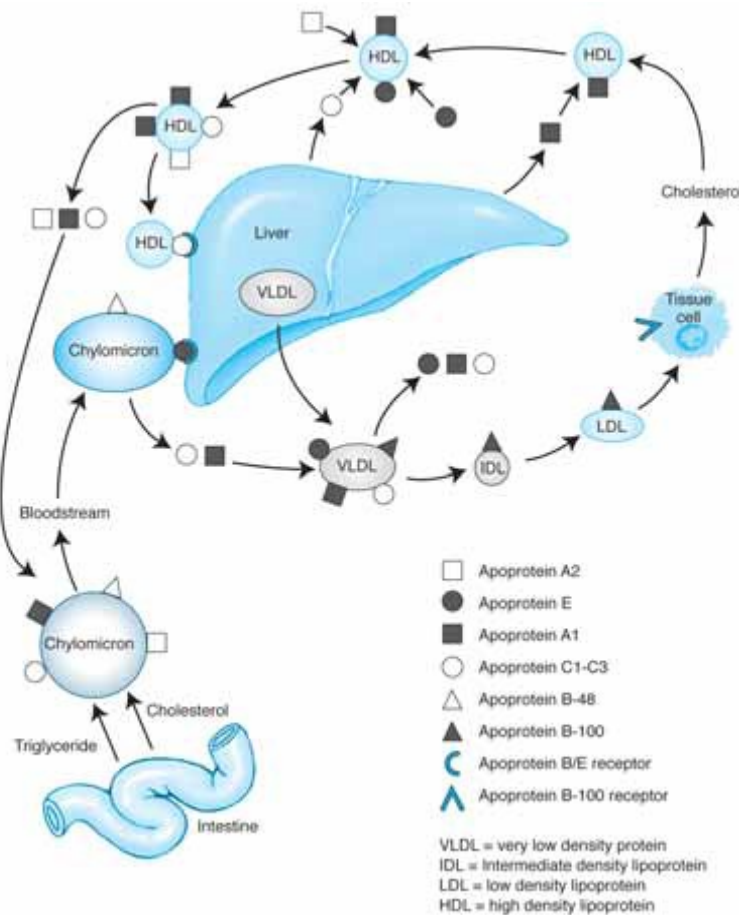 HDL
HDL
HDL
Liver
HDL
VLDL
Cholesterol
Tissue
cell
Chylomicron
LDL
VLDL
IDL
Bloodstream
Chylomicron
Cholesterol
Triglyceride
Intestine
Apoprotein A2
Apoprotein E
Apoprotein A1
Apoprotein C1-C3
Apoprotein B-48
Apoprotein B-100
Apoprotein B/E receptor
Apoprotein B-100 receptor
VLDL = very low density protein
IDL = Intermediate density lipoprotein
LDL = low density lipoprotein
HDL = high density lipoprotein